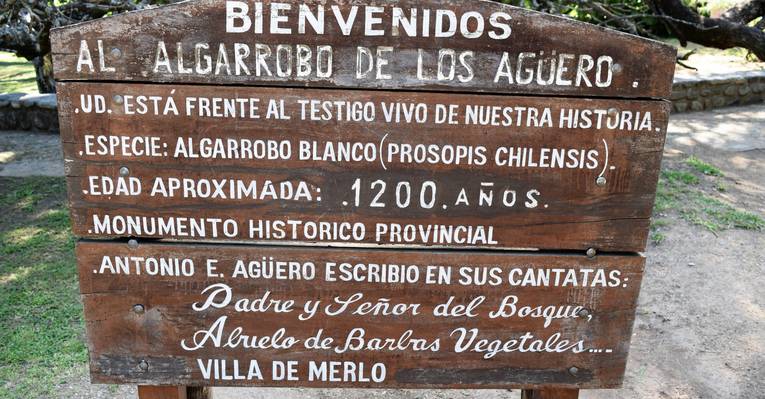 BIENVENIDOS
AL ALGARROBO DE LOS AGÜERO.
.UD. ESTÁ FRENTE AL TESTIGO VIVO DE NUESTRA HISTORIA.
.ESPECIE: ALGARROBO BLANCO (PROSOPIS CHILENSIS).
.EDAD APROXIMADA: .1200. AÑOS.
.MONUMENTO HISTORICO PROVINCIAL
.ANTONIO E. AGÜERO ESCRIBIO EN SUS CANTATAS:
Padre y Señor del Bosque,
Abuelo de Barbas Vegetales....
VILLA DE MERLO